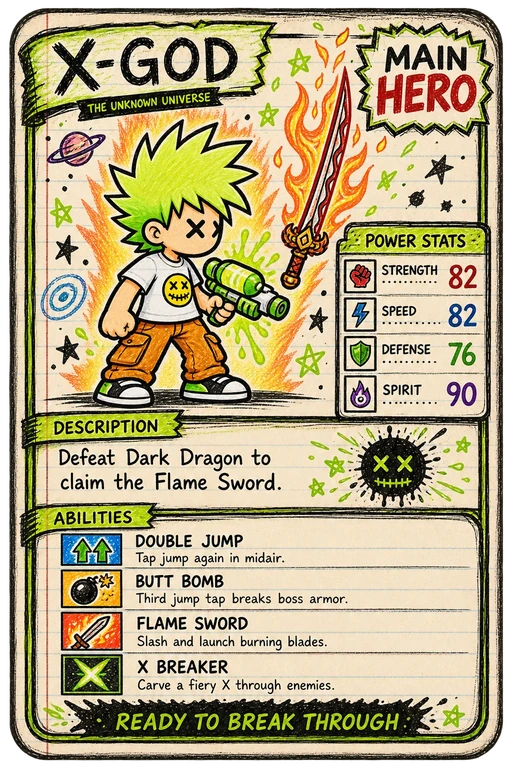 X-GOD
THE UNKNOWN UNIVERSE
MAIN
HERO
POWER STATS
STRENGTH ........ 82
SPEED ........ 82
DEFENSE ........ 76
SPIRIT ........ 90
DESCRIPTION
Defeat Dark Dragon to
claim the Flame Sword.
ABILITIES
DOUBLE JUMP
Tap jump again in midair.
BUTT BOMB
Third jump tap breaks boss armor.
FLAME SWORD
Slash and launch burning blades.
X BREAKER
Carve a fiery X through enemies.
READY TO BREAK THROUGH